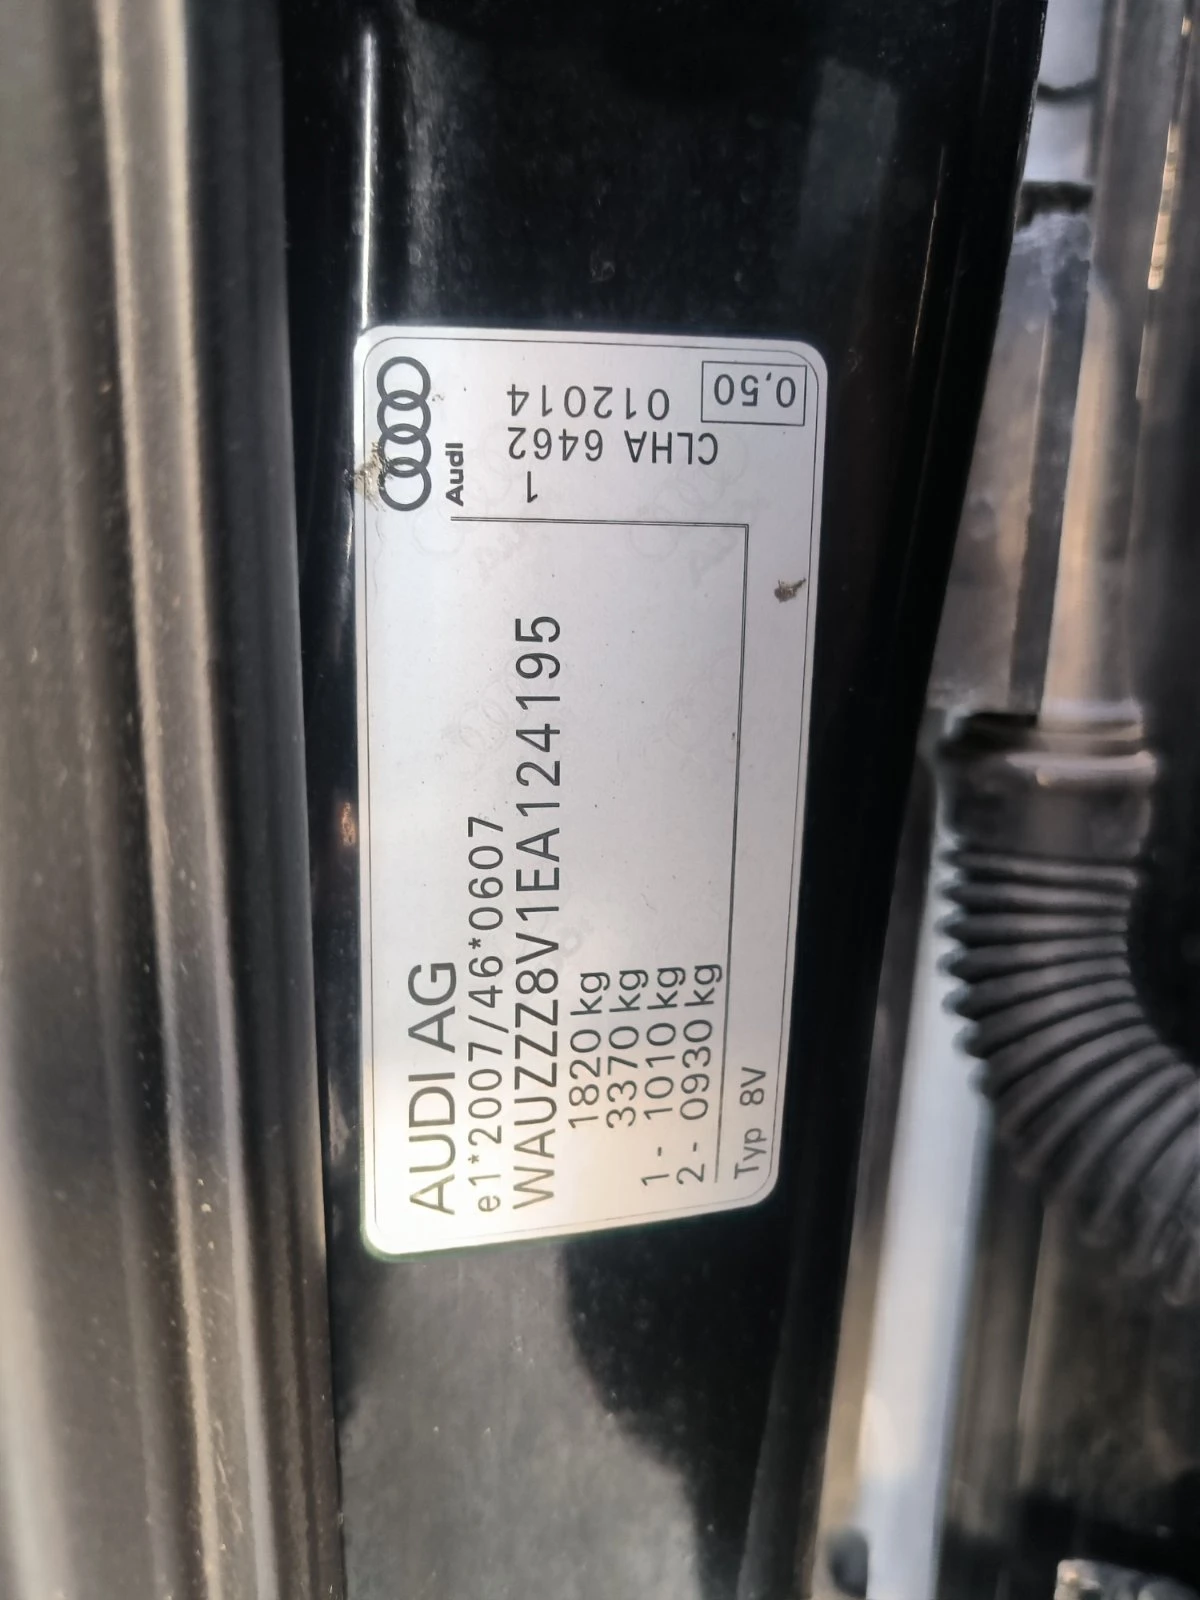 AUDI AG
e1*2007/46*0607
WAUZZZ8V1EA124195
1820 kg
3370 kg
1 - 1010 kg
2 - 0930 kg
Typ 8V
Audi
1
CLHA 6462
012014
0,50